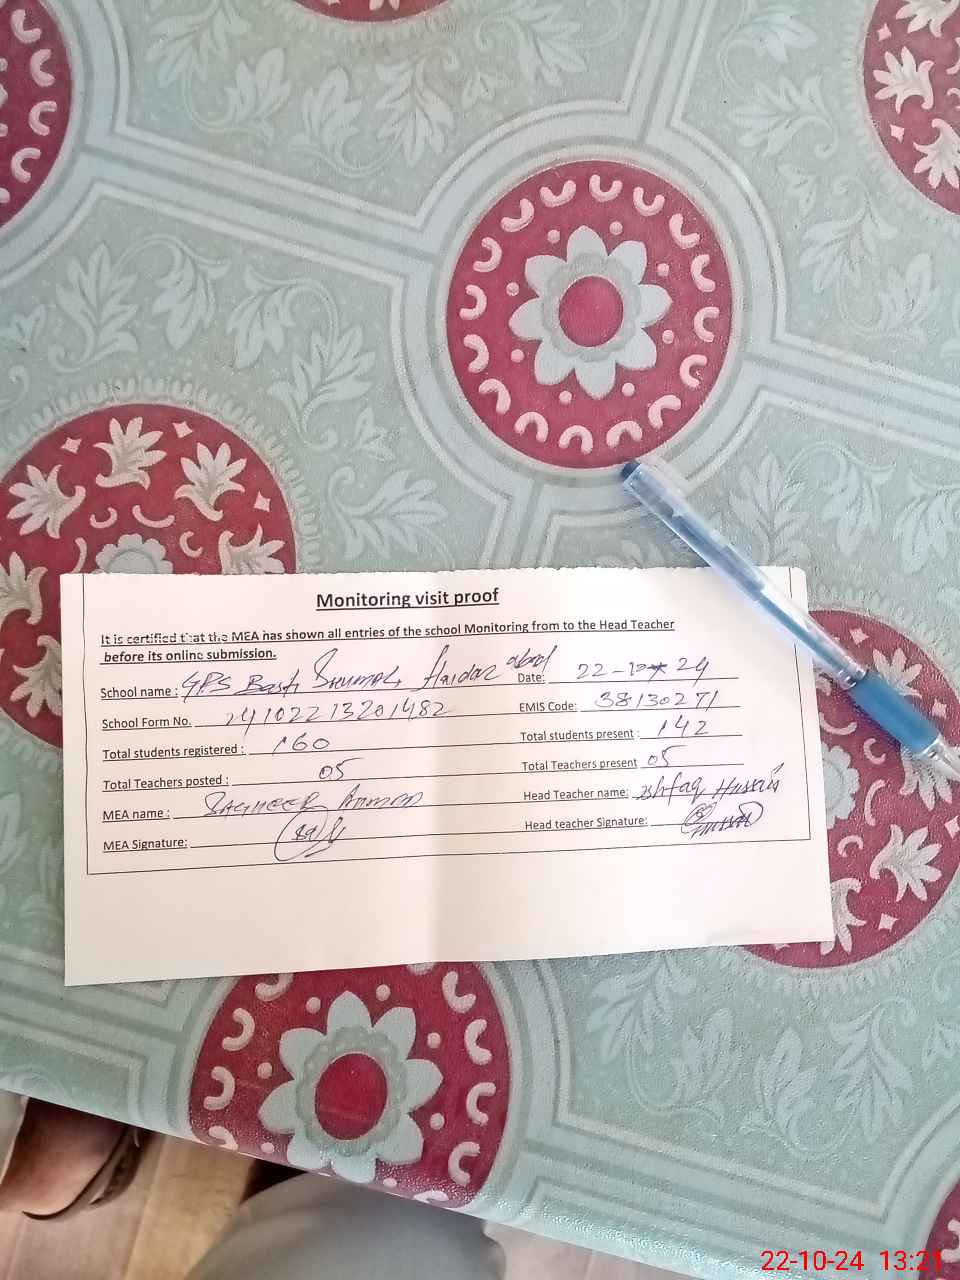 Monitoring visit proof
It is certified that the MEA has shown all entries of the school Monitoring from to the Head Teacher
before its online submission.
School name : GPS Basti Haidar abad Date: 22-10-24
School Form No. 24102213201482 EMIS Code: 38130271
Total students registered : 160 Total students present : 142
Total Teachers posted : 05 Total Teachers present 05
MEA name : SAGHEER Ahmad Head Teacher name: Ishfaq Hussain
MEA Signature: Head teacher Signature:
22-10-24 13:21